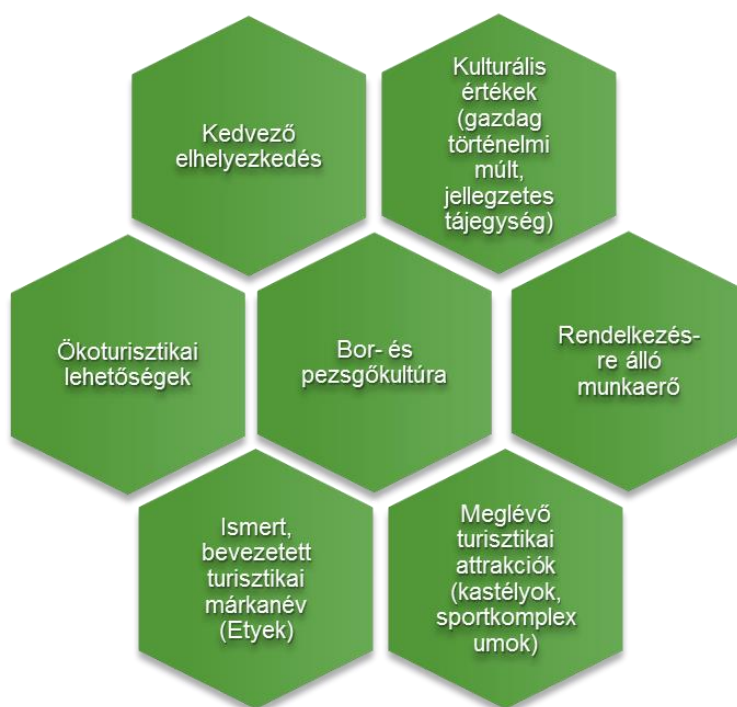 Kedvező
elhelyezkedés
Kulturális
értékek
(gazdag
történelmi
múlt,
jellegzetes
tájegység)
Ökoturisztikai
lehetőségek
Bor- és
pezsgőkultúra
Rendelkezés-
re álló
munkaerő
Ismert,
bevezetett
turisztikai
márkanév
(Etyek)
Meglévő
turisztikai
attrakciók
(kastélyok,
sportkomplex
umok)